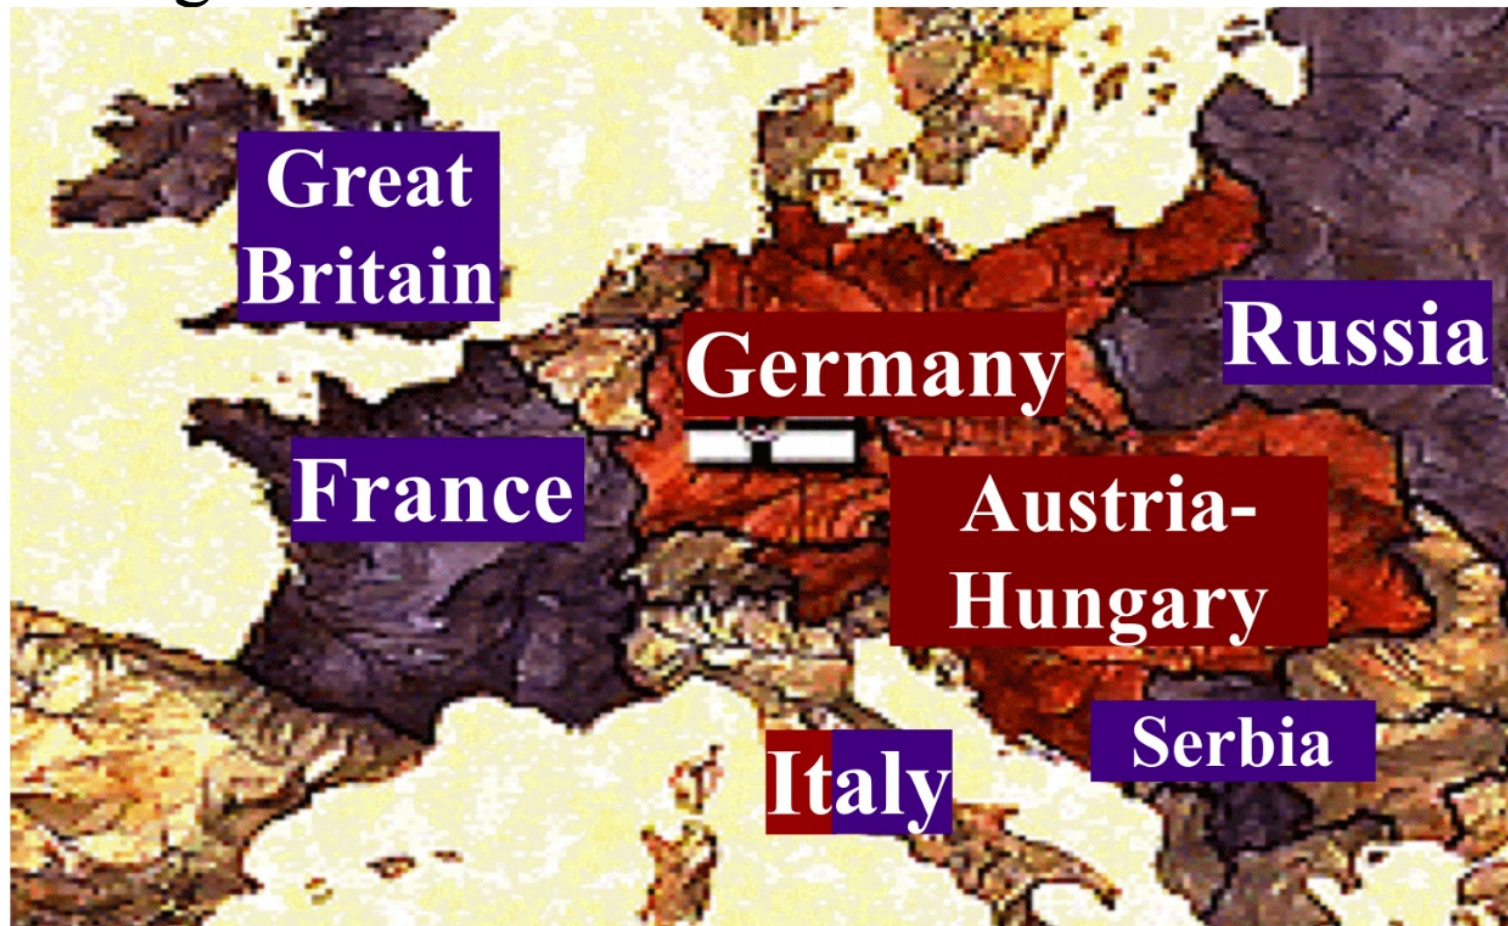 Great
Britain
Germany
Russia
France
Austria-
Hungary
Serbia
Italy